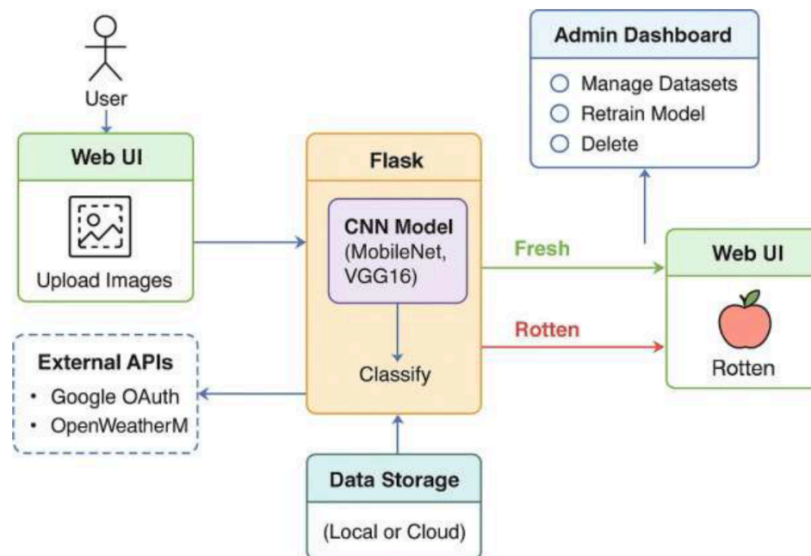 User
Web UI
Upload Images
External APIs
• Google OAuth
• OpenWeatherM
Flask
CNN Model
(MobileNet,
VGG16)
Classify
Data Storage
(Local or Cloud)
Fresh
Rotten
Admin Dashboard
Manage Datasets
Retrain Model
Delete
Web UI
Rotten